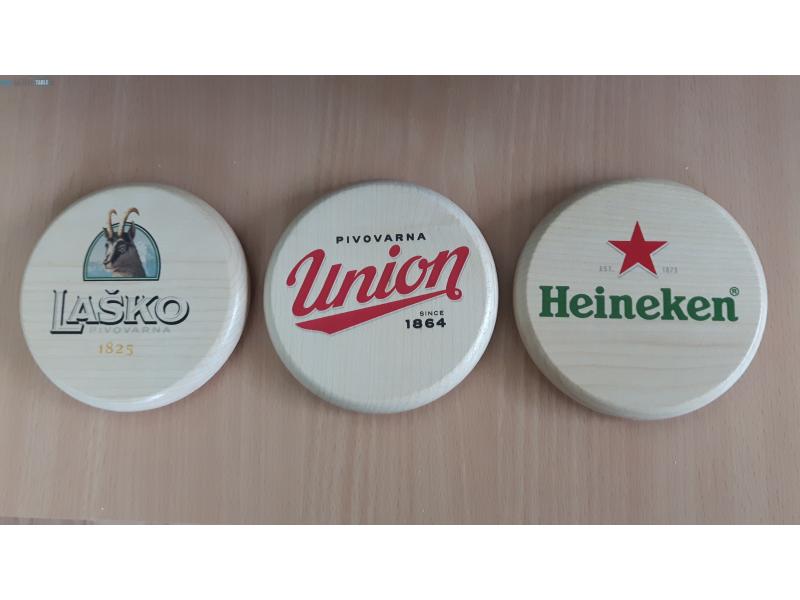 LAŠKO
PIVOVARNA
1825
PIVOVARNA
Union
SINCE
1864
EST. 1873
Heineken®